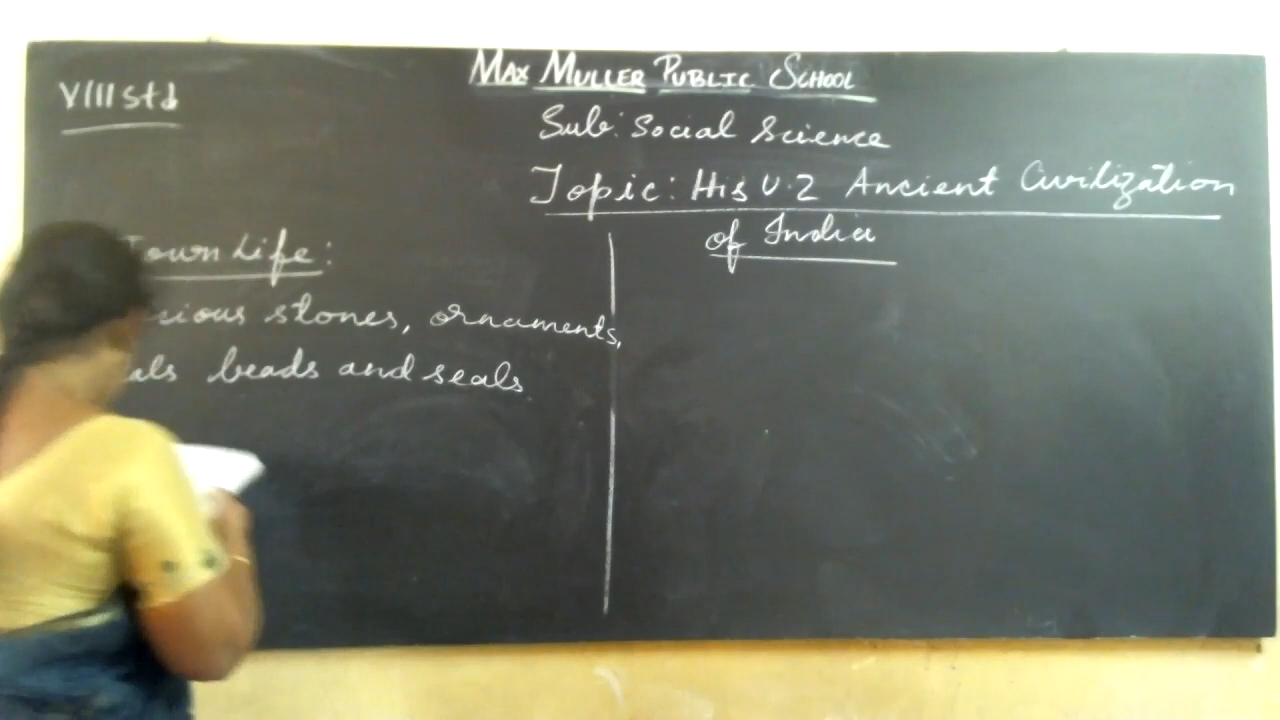 MAX MULLER PUBLIC SCHOOL
VIII std
Sub: Social Science
Topic: His U.2 Ancient Civilization
of India
Town Life:
stones, ornaments,
beads and seals